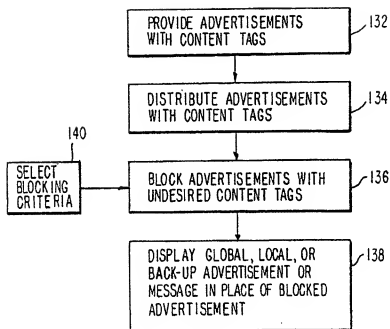 PROVIDE ADVERTISEMENTS
WITH CONTENT TAGS
132
DISTRIBUTE ADVERTISEMENTS
WITH CONTENT TAGS
134
140
SELECT
BLOCKING
CRITERIA
BLOCK ADVERTISEMENTS WITH
UNDESIRED CONTENT TAGS
136
DISPLAY GLOBAL, LOCAL, OR
BACK-UP ADVERTISEMENT OR
MESSAGE IN PLACE OF BLOCKED
ADVERTISEMENT
138